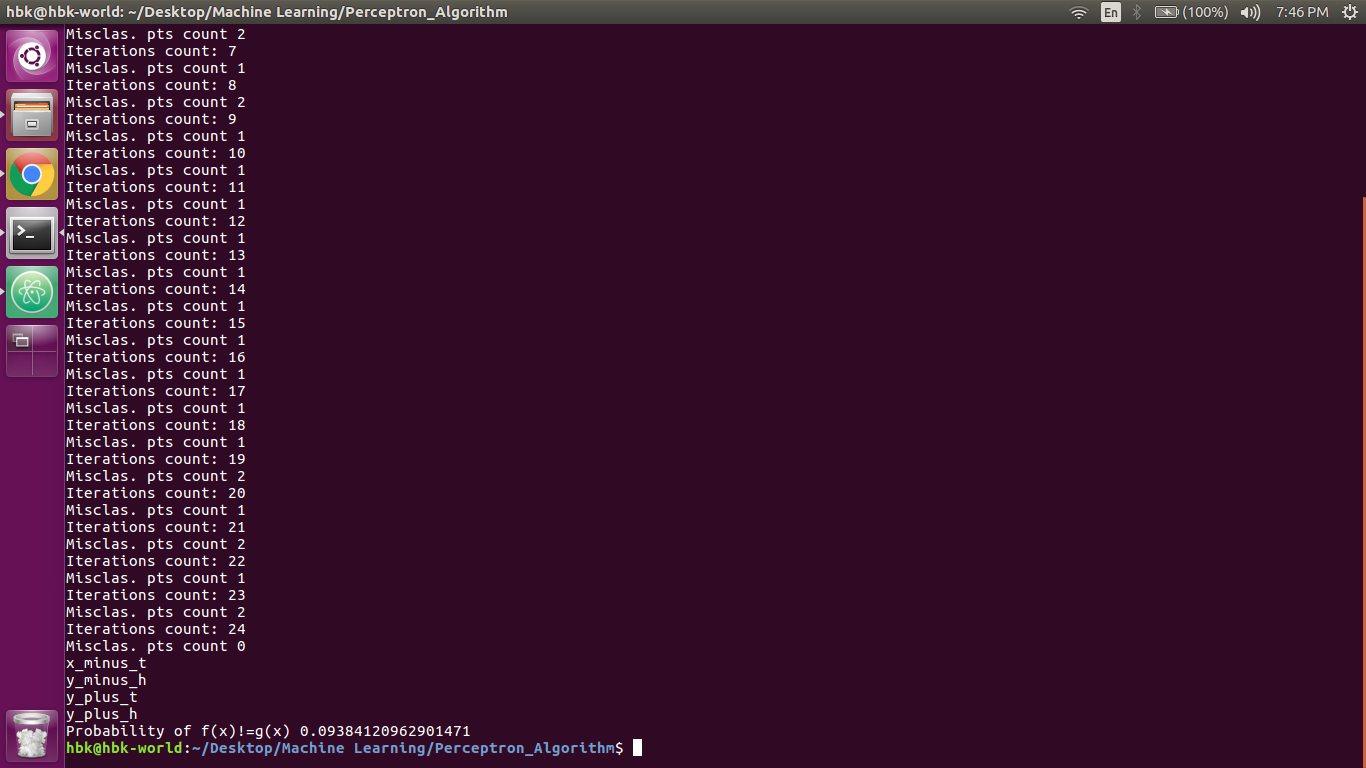 hbk@hbk-world: ~/Desktop/Machine Learning/Perceptron_Algorithm
En
(100%)
7:46 PM
Misclas. pts count 2
Iterations count: 7
Misclas. pts count 1
Iterations count: 8
Misclas. pts count 2
Iterations count: 9
Misclas. pts count 1
Iterations count: 10
Misclas. pts count 1
Iterations count: 11
Misclas. pts count 1
Iterations count: 12
Misclas. pts count 1
Iterations count: 13
Misclas. pts count 1
Iterations count: 14
Misclas. pts count 1
Iterations count: 15
Misclas. pts count 1
Iterations count: 16
Misclas. pts count 1
Iterations count: 17
Misclas. pts count 1
Iterations count: 18
Misclas. pts count 1
Iterations count: 19
Misclas. pts count 2
Iterations count: 20
Misclas. pts count 1
Iterations count: 21
Misclas. pts count 2
Iterations count: 22
Misclas. pts count 1
Iterations count: 23
Misclas. pts count 2
Iterations count: 24
Misclas. pts count 0
x_minus_t
y_minus_h
y_plus_t
y_plus_h
Probability of f(x)!=g(x) 0.09384120962901471
hbk@hbk-world:~/Desktop/Machine Learning/Perceptron_Algorithm$